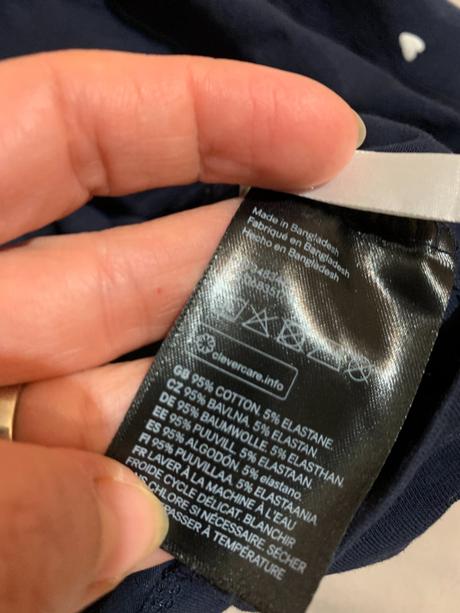 Made in Bangladesh
Fabriqué en Bangladesh
Hecho en Bangladesh
clevercare.info
GB 95% COTTON. 5% ELASTANE.
CZ 95% BAVLNA. 5% ELASTAN.
DE 95% BAUMWOLLE. 5% ELASTHAN.
EE 95% PUUVILL. 5% ELASTAAN.
ES 95% ALGODÓN. 5% elastano.
FI 95% PUUVILLAA. 5% ELASTAANIA
FR LAVER À LA MACHINE À L'EAU
FROIDE CYCLE DÉLICAT. BLANCHIR
CHLORE SI NÉCESSAIRE. SÉCHER
À TEMPÉRATURE